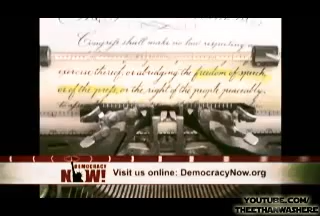 Congress shall make no law respecting
exercise thereof, or abridging the freedom of speech,
or of the press, or the right of the people peaceably
DEMOCRACY
NOW!
Visit us online: DemocracyNow.org
YOUTUBE.COM/
THEETHANWASHERE